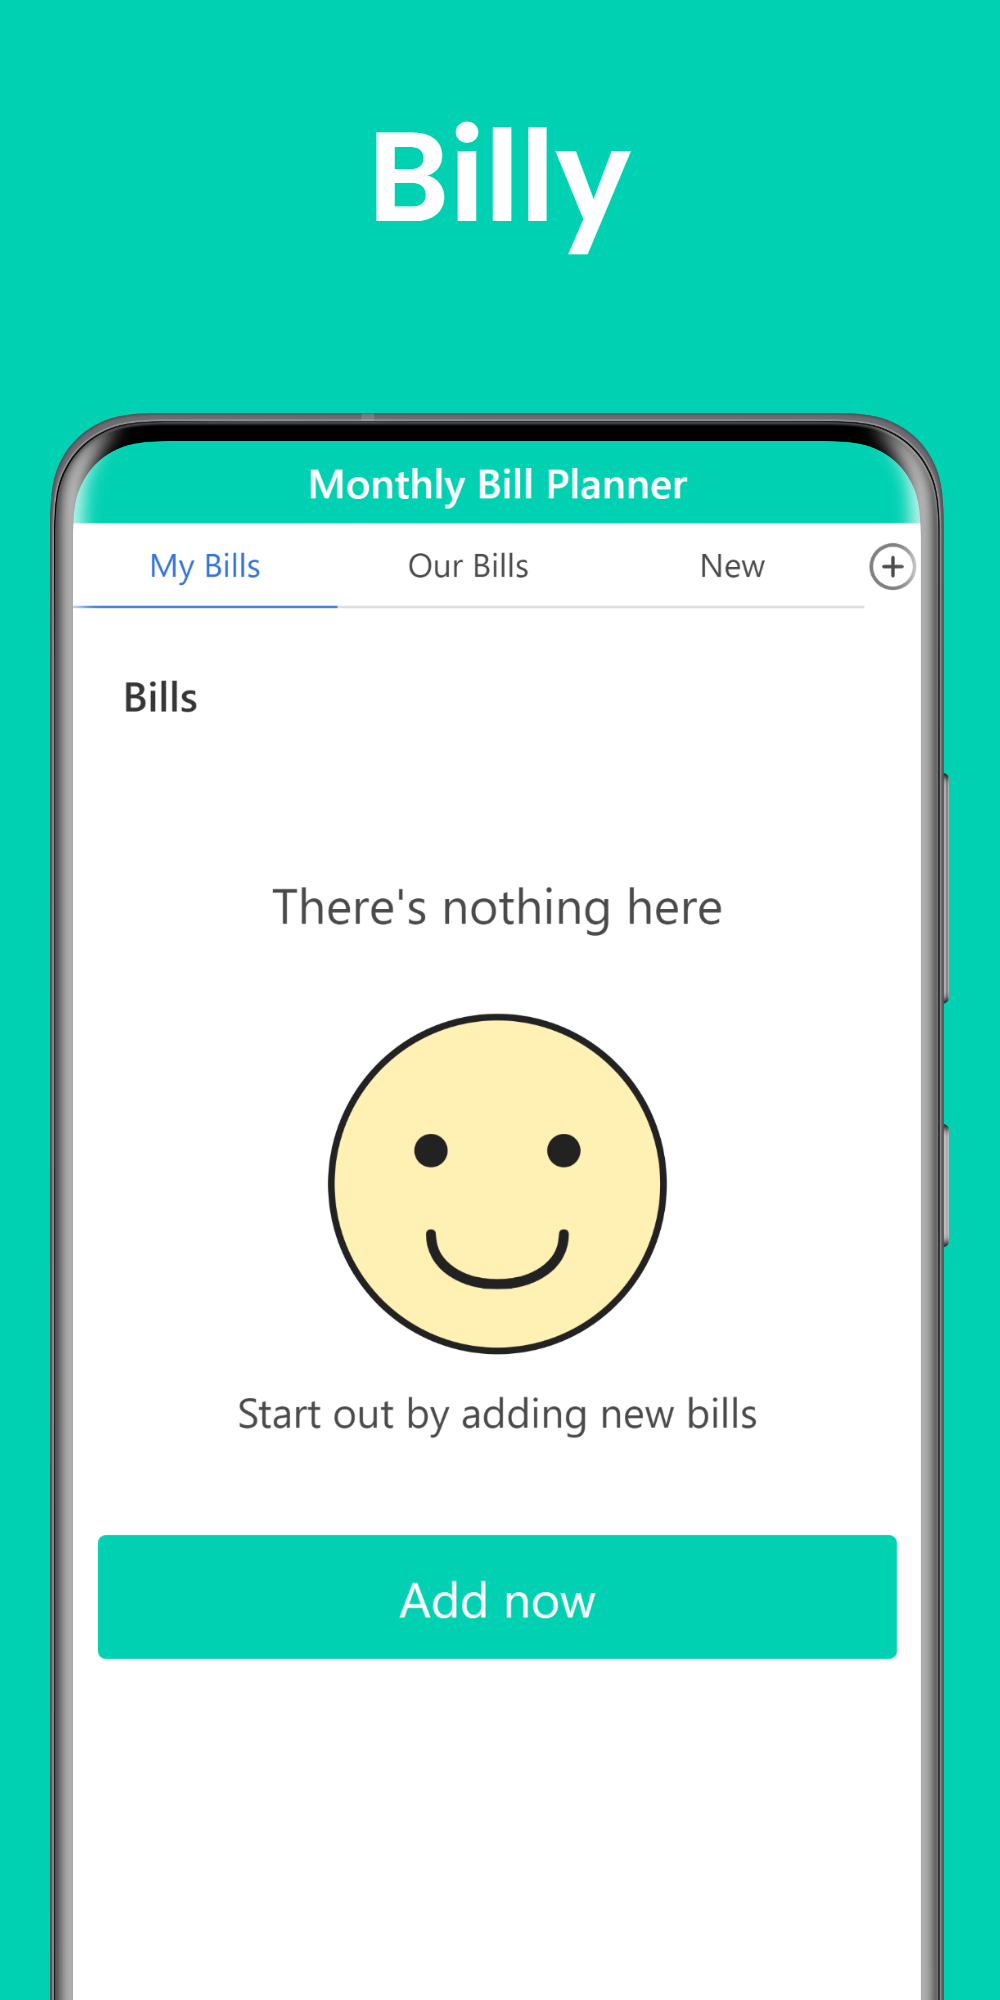 Billy
Monthly Bill Planner
My Bills Our Bills New
Bills
There's nothing here
Start out by adding new bills
Add now